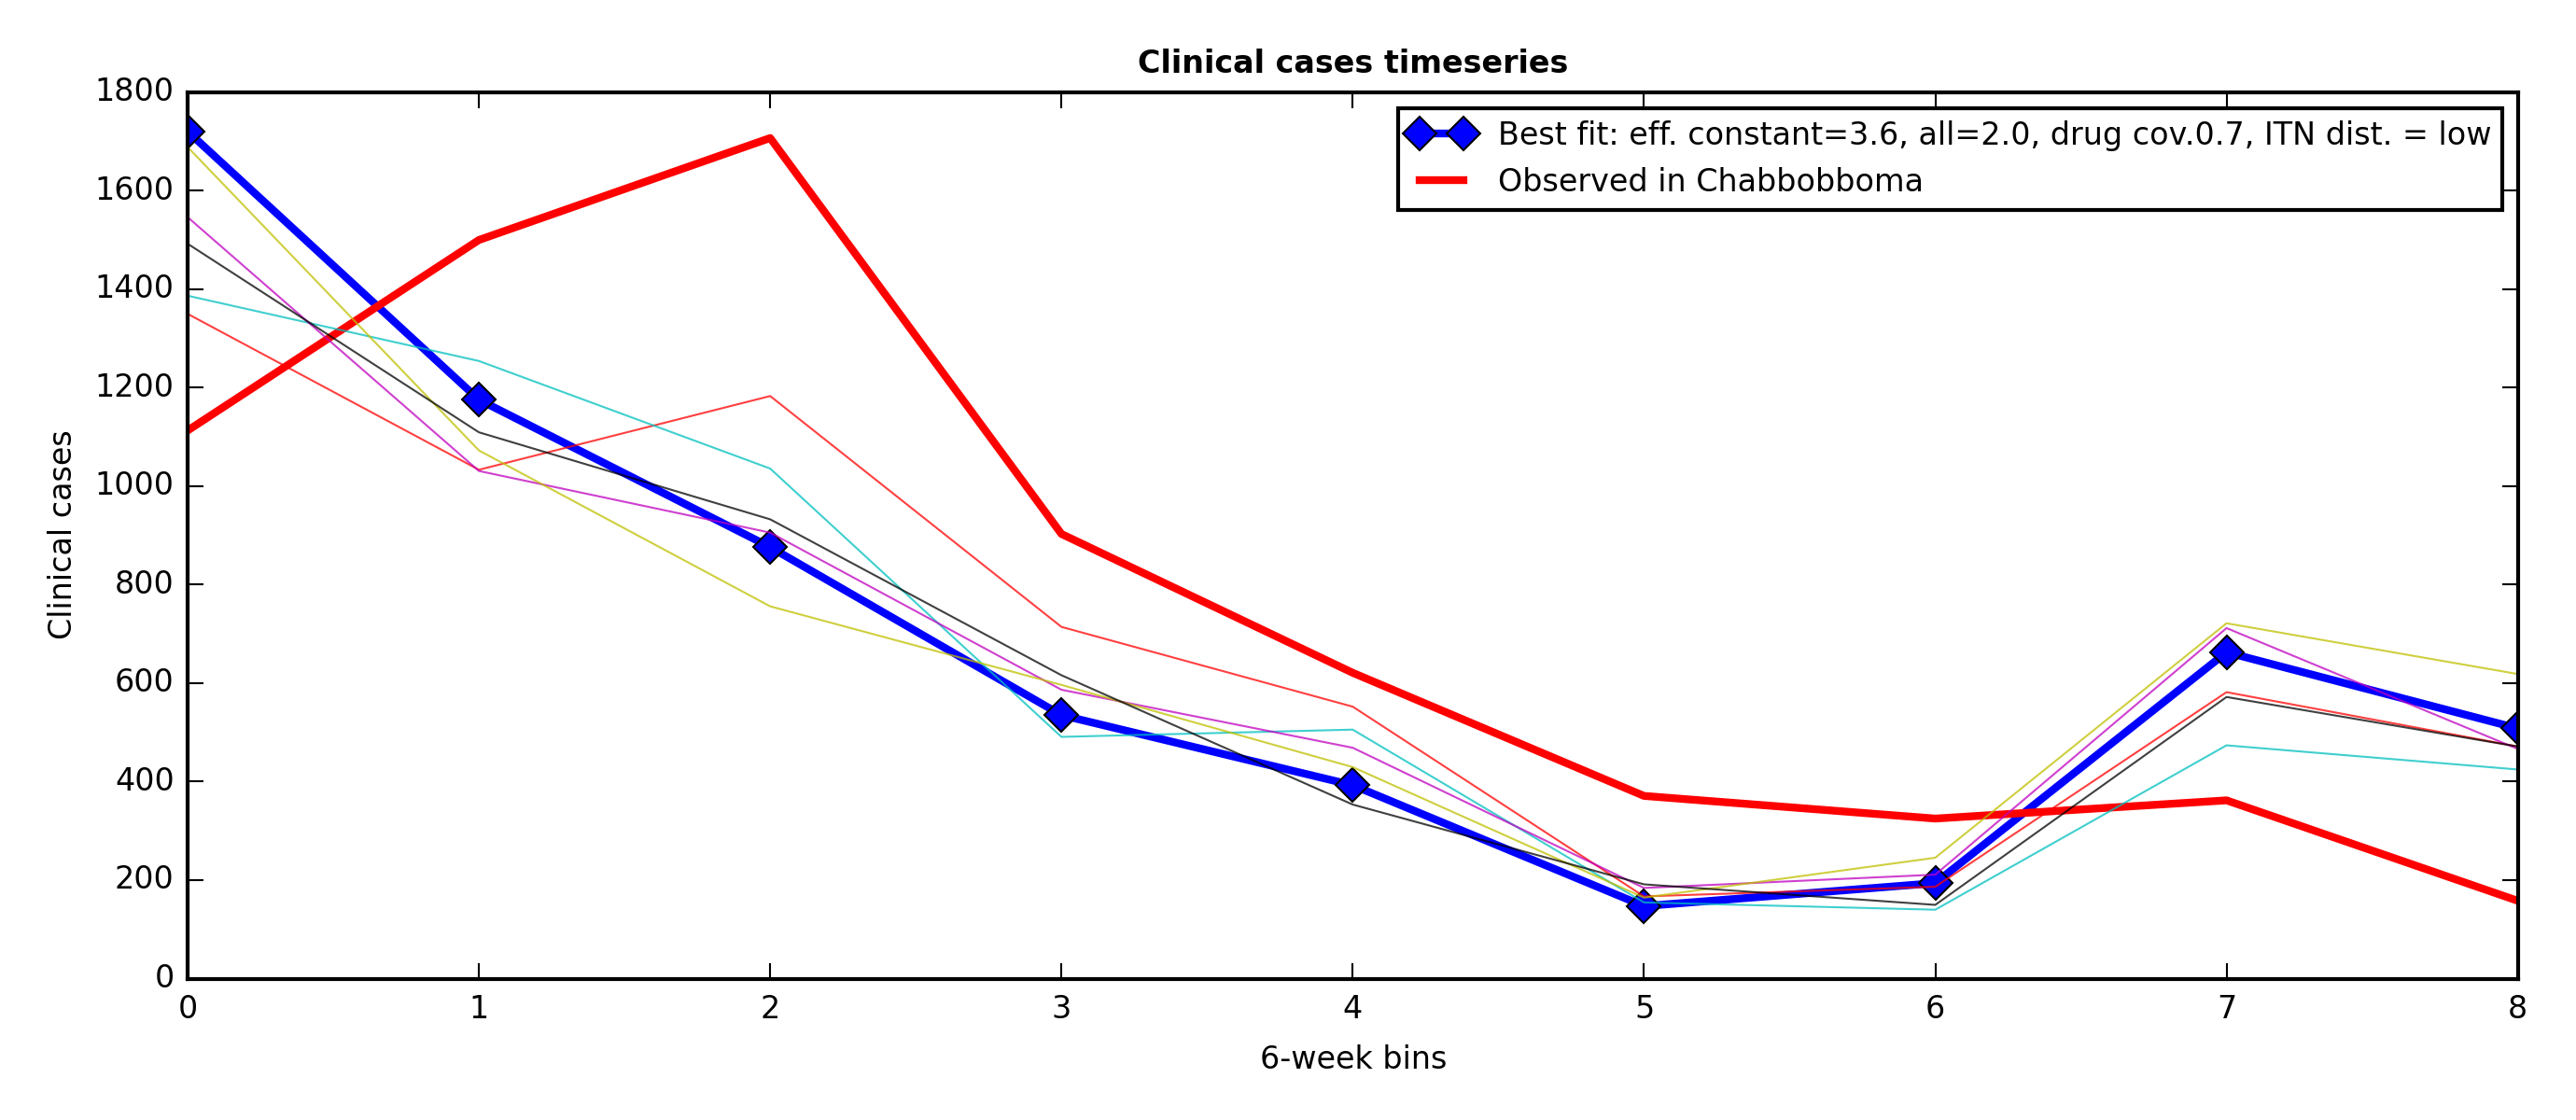 Clinical cases timeseries
1800
1600
1400
1200
1000
800
600
400
200
0
Clinical cases
Best fit: eff. constant=3.6, all=2.0, drug cov.0.7, ITN dist. = low
Observed in Chabbobboma
0 1 2 3 4 5 6 7 8
6-week bins